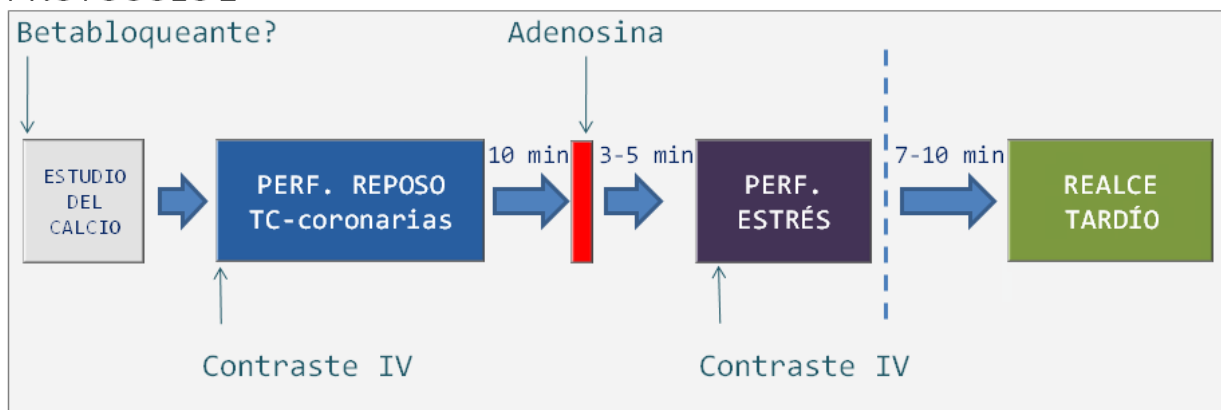 Betabloqueante?
Adenosina
ESTUDIO
DEL
CALCIO
PERF. REPOSO
TC-coronarias
10 min
3-5 min
PERF.
ESTRÉS
7-10 min
REALCE
TARDÍO
Contraste IV
Contraste IV